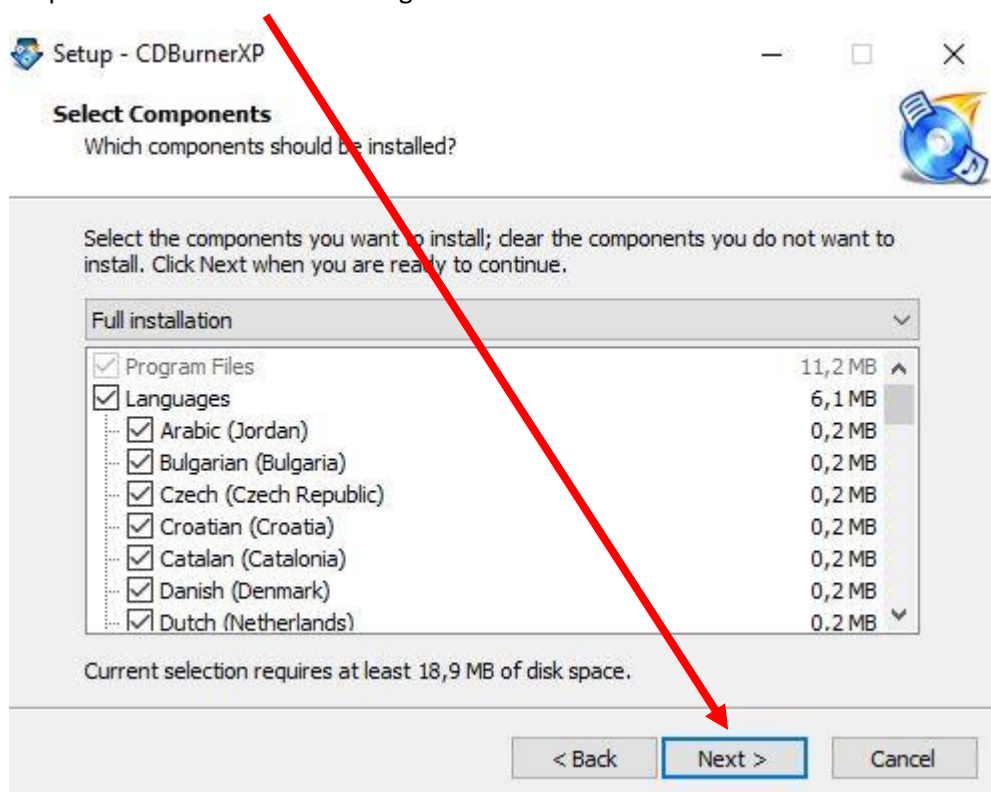 Setup - CDBurnerXP
Select Components
Which components should be installed?
Select the components you want to install; clear the components you do not want to
install. Click Next when you are ready to continue.
Full installation
Program Files 11,2 MB
Languages 6,1 MB
Arabic (Jordan) 0,2 MB
Bulgarian (Bulgaria) 0,2 MB
Czech (Czech Republic) 0,2 MB
Croatian (Croatia) 0,2 MB
Catalan (Catalonia) 0,2 MB
Danish (Denmark) 0,2 MB
Dutch (Netherlands) 0.2 MB
Current selection requires at least 18,9 MB of disk space.
< Back Next > Cancel